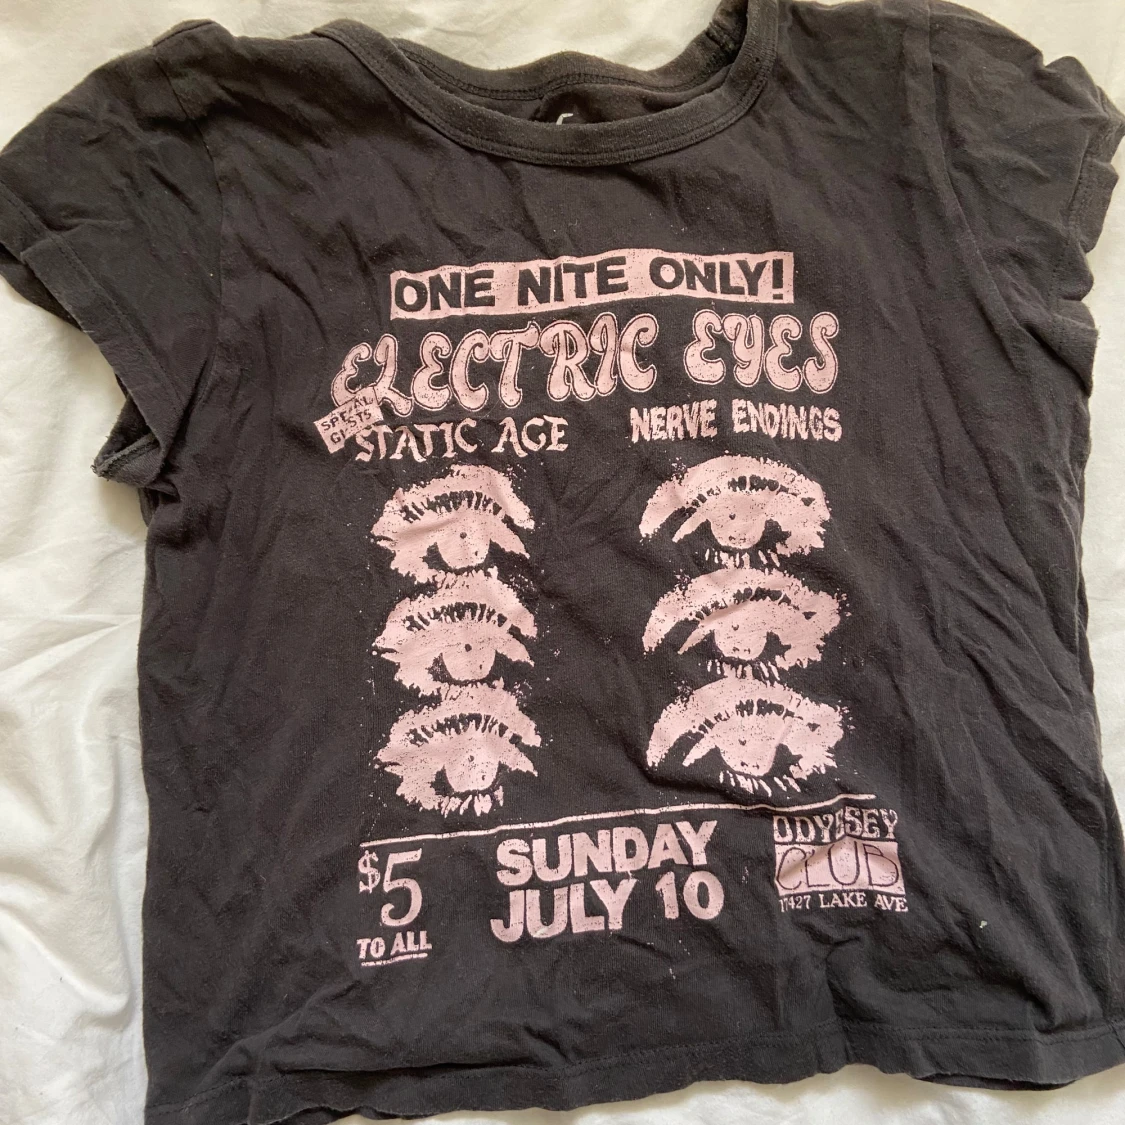 ONE NITE ONLY!
ELECTRIC EYES
SPECIAL
GUESTS
STATIC AGE
NERVE ENDINGS
$5
TO ALL
SUNDAY
JULY 10
ODYSSEY
CLUB
17427 LAKE AVE